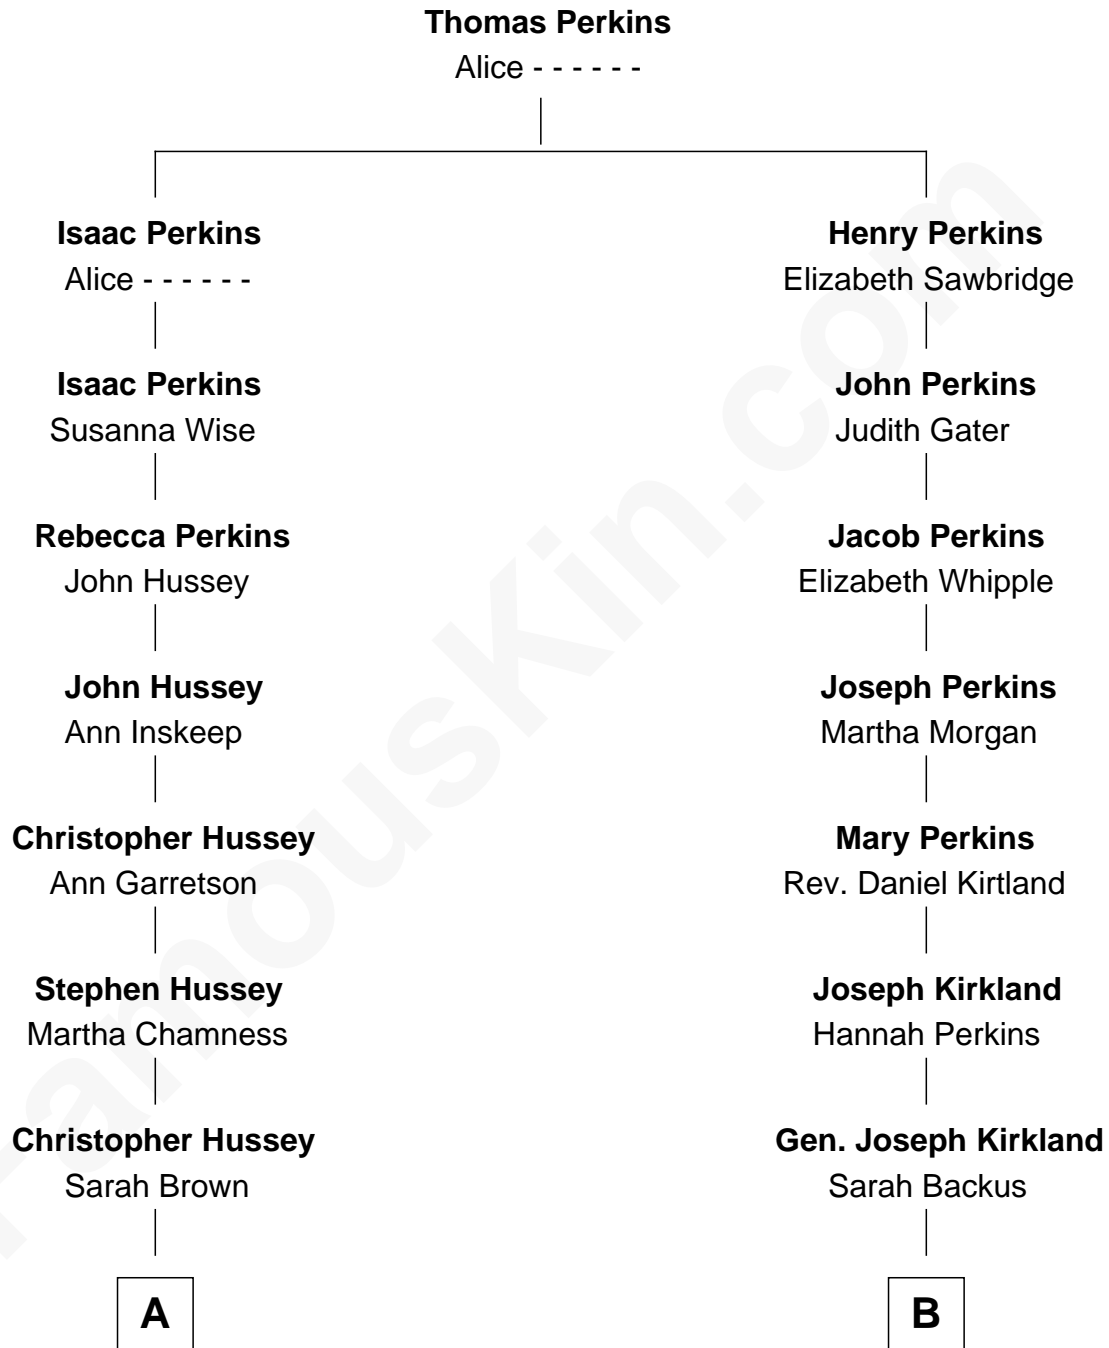 Thomas Perkins
Alice - - - - - -
Isaac Perkins
Alice - - - - - -
Henry Perkins
Elizabeth Sawbridge
Isaac Perkins
Susanna Wise
John Perkins
Judith Gater
Rebecca Perkins
John Hussey
Jacob Perkins
Elizabeth Whipple
John Hussey
Ann Inskeep
Joseph Perkins
Martha Morgan
Christopher Hussey
Ann Garretson
Mary Perkins
Rev. Daniel Kirtland
Stephen Hussey
Martha Chamness
Joseph Kirkland
Hannah Perkins
Christopher Hussey
Sarah Brown
Gen. Joseph Kirkland
Sarah Backus
A
B
FamousKin.com